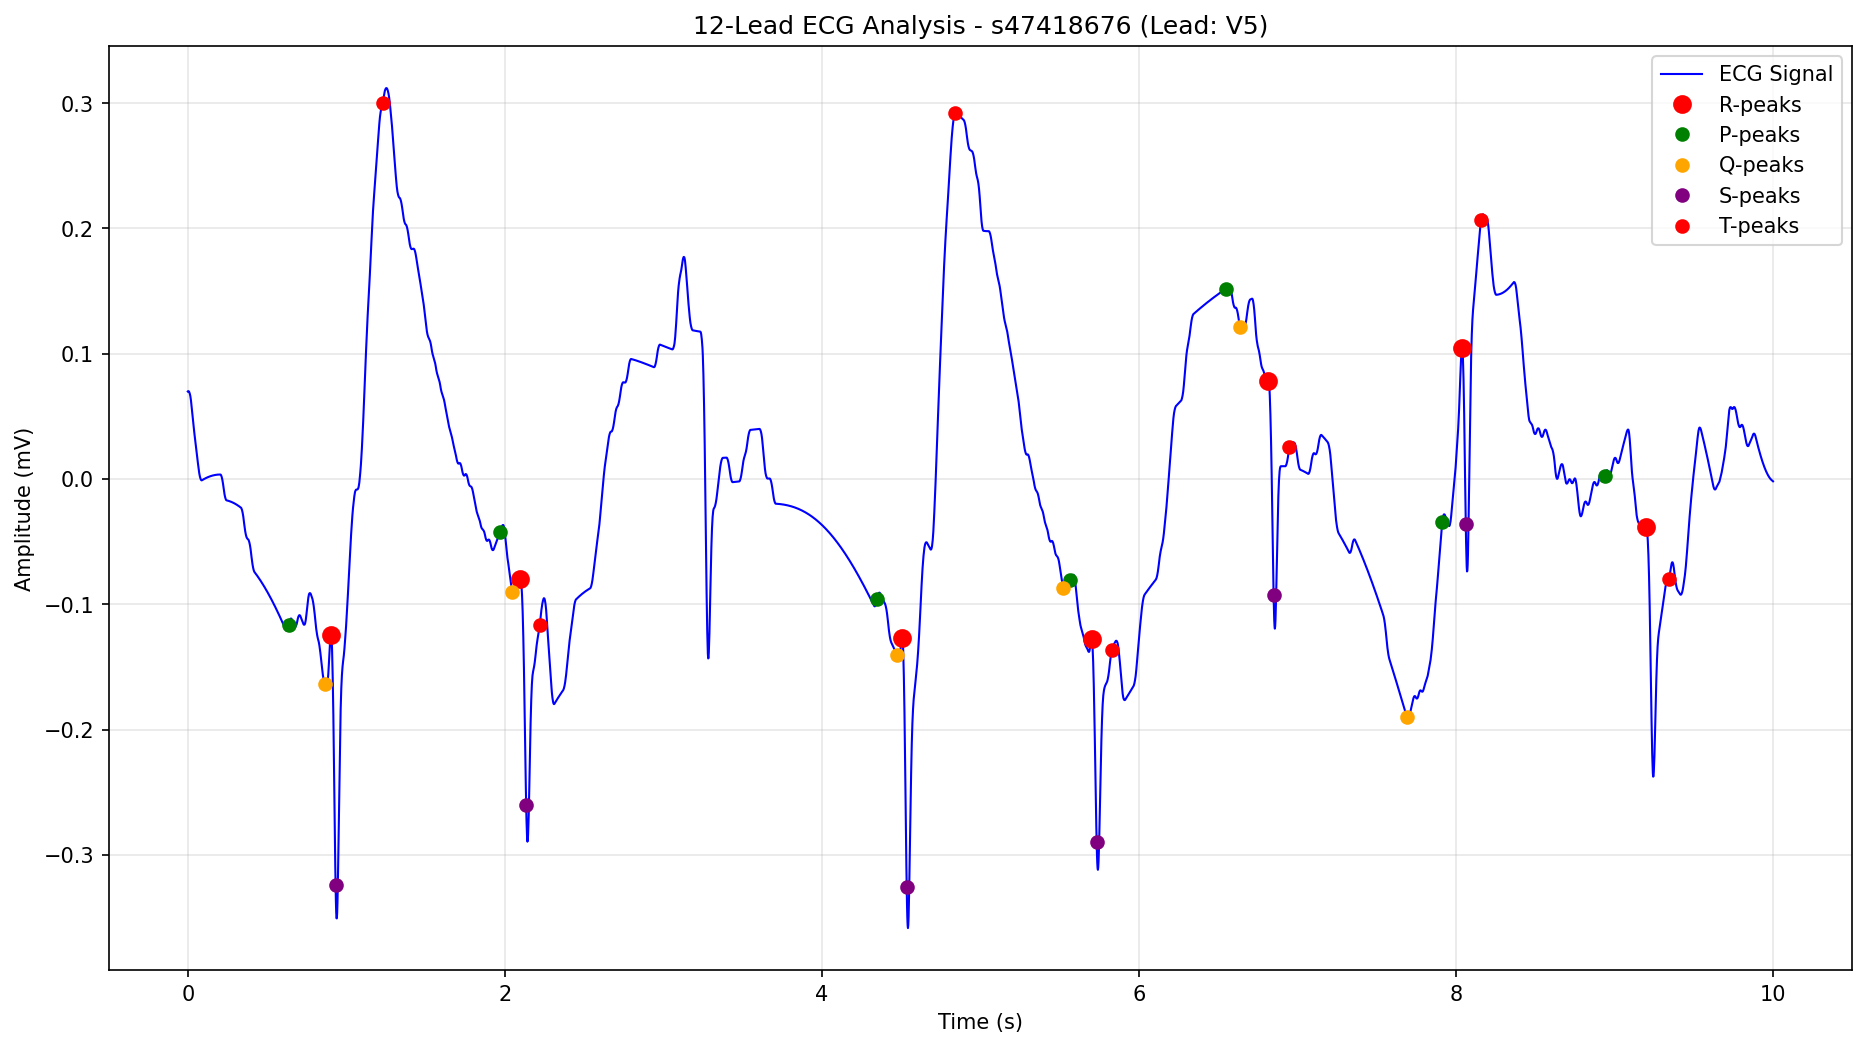 12-Lead ECG Analysis - s47418676 (Lead: V5)
ECG Signal
R-peaks
P-peaks
Q-peaks
S-peaks
T-peaks
Amplitude (mV)
0.3
0.2
0.1
0.0
−0.1
−0.2
−0.3
0 2 4 6 8 10
Time (s)